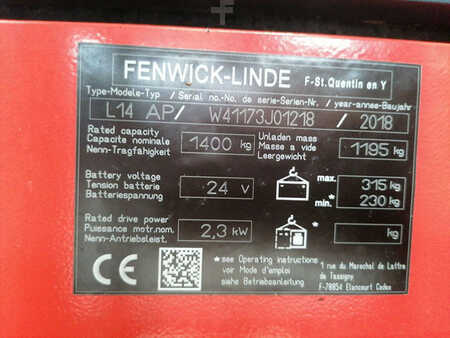 FENWICK-LINDE F-St.Quentin en Y
Type-Modele-Typ / Serial no.-No. de serie-Serien-Nr. / year-annee-Baujahr
L14 AP/ W41173J01218 / 2018
Rated capacity
Capacite nominale
Nenn-Tragfähigkeit
1400 kg
Unladen mass
Masse a vide
Leergewicht
1195 kg
Battery voltage
Tension batterie
Batteriespannung
24 V
max. 315 kg
min.* 230 kg
Rated drive power
Puissance motr.nom.
Nenn-Antriebsleist.
2,3 kW
*
kg
CE
*= see Operating instructions
voir Mode d'emploi
siehe Betriebsanleitung
1 rue du Marechal de Lattre
de Tassigny
F-78854 Elancourt Cedex